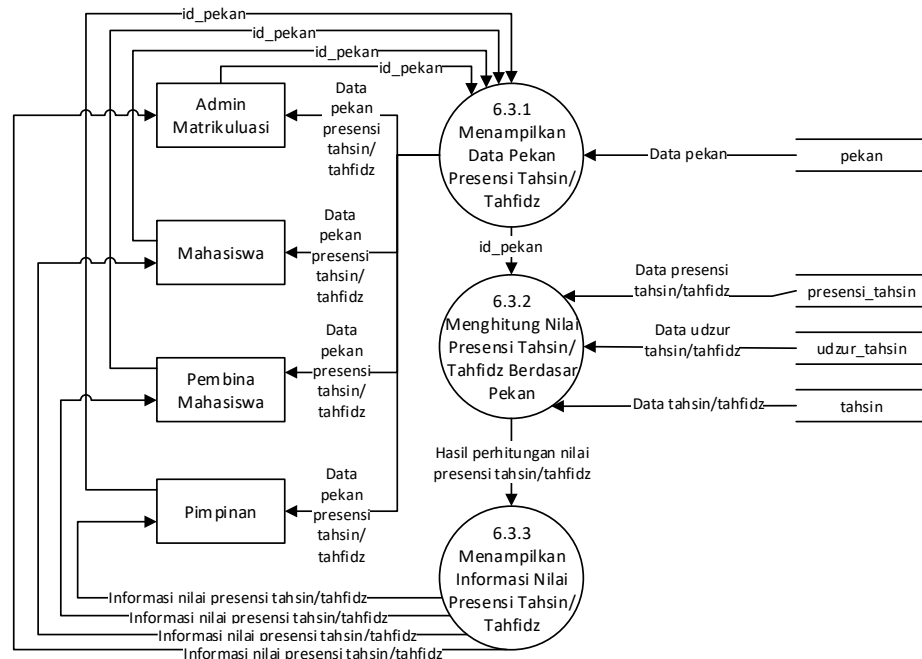 id_pekan
id_pekan
id_pekan
id_pekan
Admin
Matrikuluasi
Data
pekan
presensi
tahsin/
tahfidz
6.3.1
Menampilkan
Data Pekan
Presensi Tahsin/
Tahfidz
Data pekan
pekan
Mahasiswa
Data
pekan
presensi
tahsin/
tahfidz
id_pekan
6.3.2
Menghitung Nilai
Presensi Tahsin/
Tahfidz Berdasar
Pekan
Data presensi
tahsin/tahfidz
presensi_tahsin
Data udzur
tahsin/tahfidz
udzur_tahsin
Data tahsin/tahfidz
tahsin
Pembina
Mahasiswa
Data
pekan
presensi
tahsin/
tahfidz
Hasil perhitungan nilai
presensi tahsin/tahfidz
Pimpinan
Data
pekan
presensi
tahsin/
tahfidz
6.3.3
Menampilkan
Informasi Nilai
Presensi Tahsin/
Tahfidz
Informasi nilai presensi tahsin/tahfidz
Informasi nilai presensi tahsin/tahfidz
Informasi nilai presensi tahsin/tahfidz
Informasi nilai presensi tahsin/tahfidz